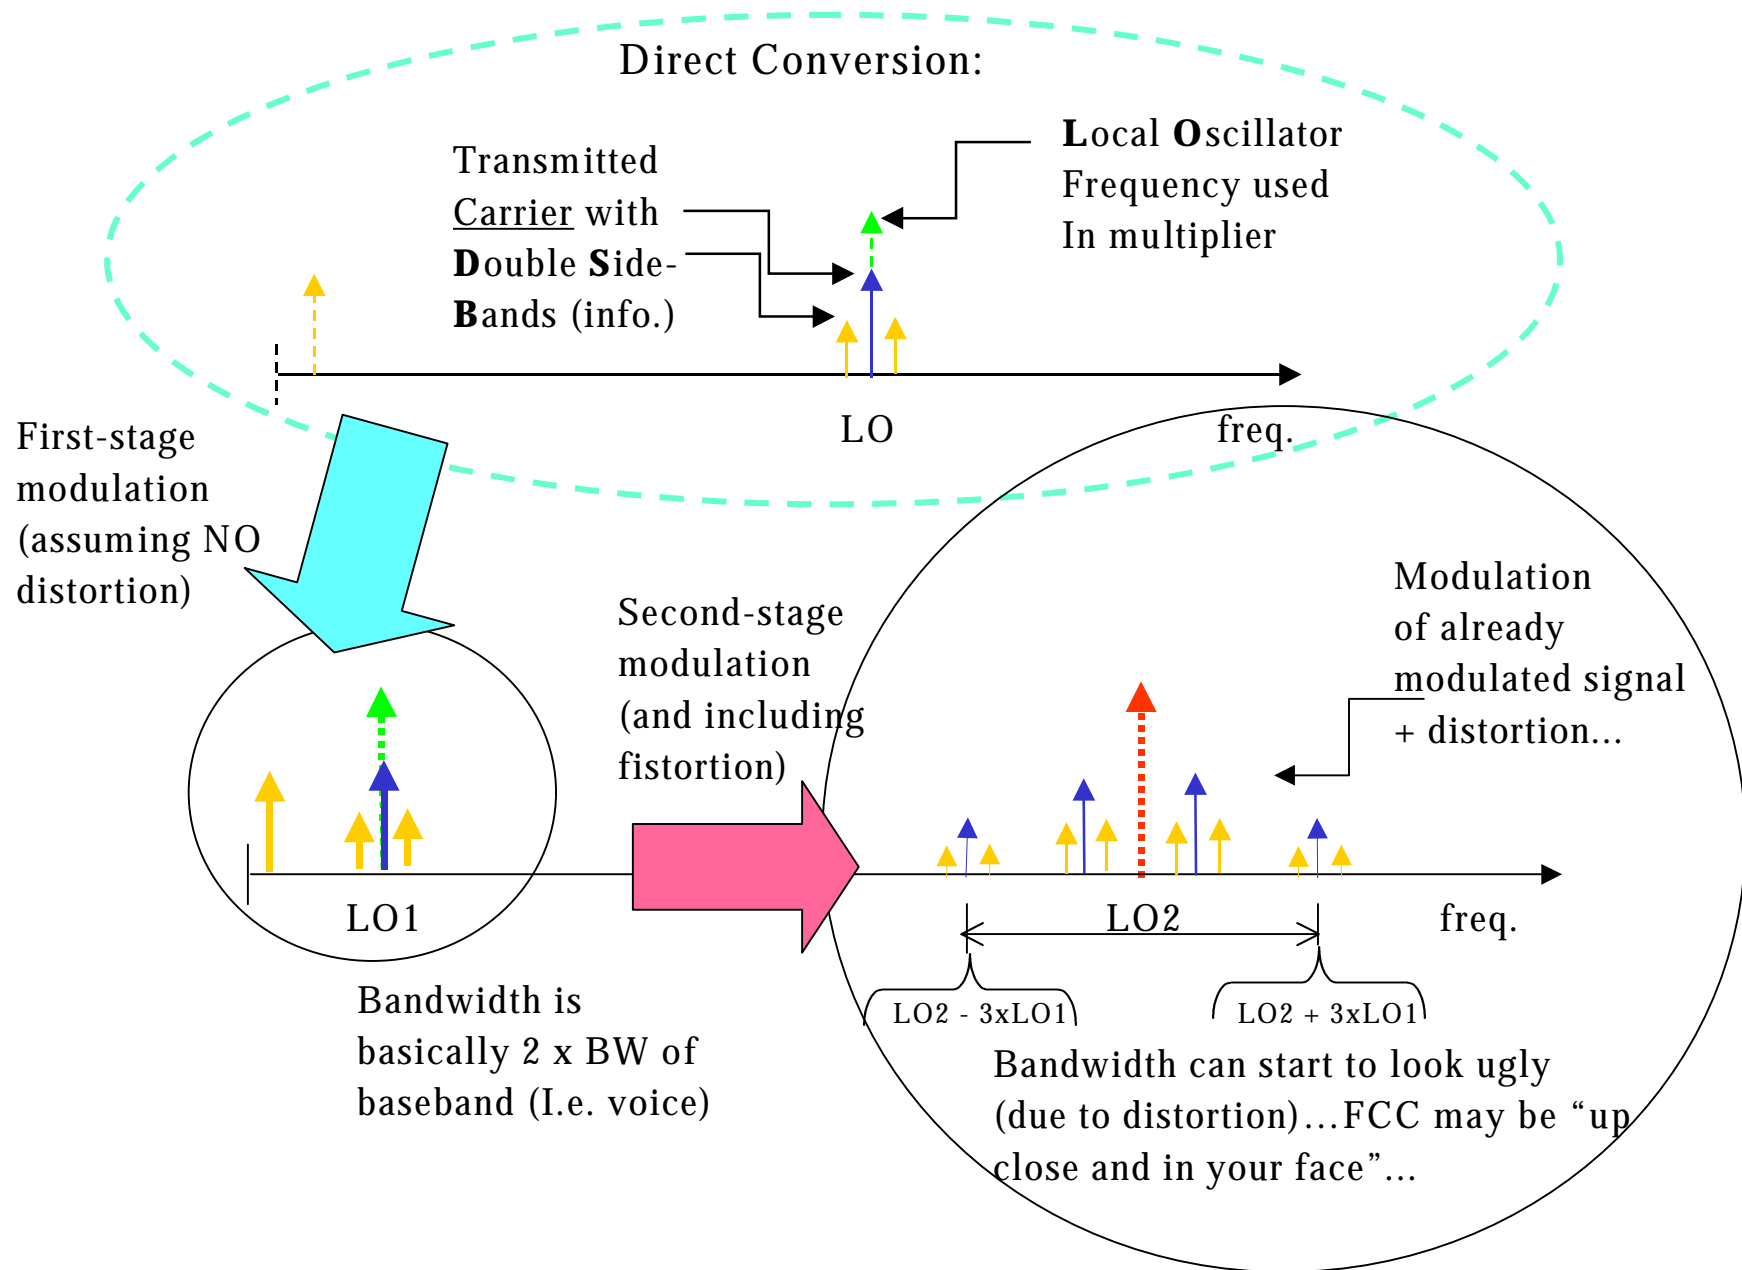 Direct Conversion:
Transmitted
Carrier with
Double Side-
Bands (info.)
Local Oscillator
Frequency used
In multiplier
LO
freq.
First-stage
modulation
(assuming NO
distortion)
Second-stage
modulation
(and including
fistortion)
Modulation
of already
modulated signal
+ distortion...
LO1
LO2
freq.
LO2 - 3xLO1
LO2 + 3xLO1
Bandwidth is
basically 2 x BW of
baseband (I.e. voice)
Bandwidth can start to look ugly
(due to distortion)...FCC may be “up
close and in your face”...